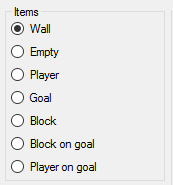 Items
Wall
Empty
Player
Goal
Block
Block on goal
Player on goal